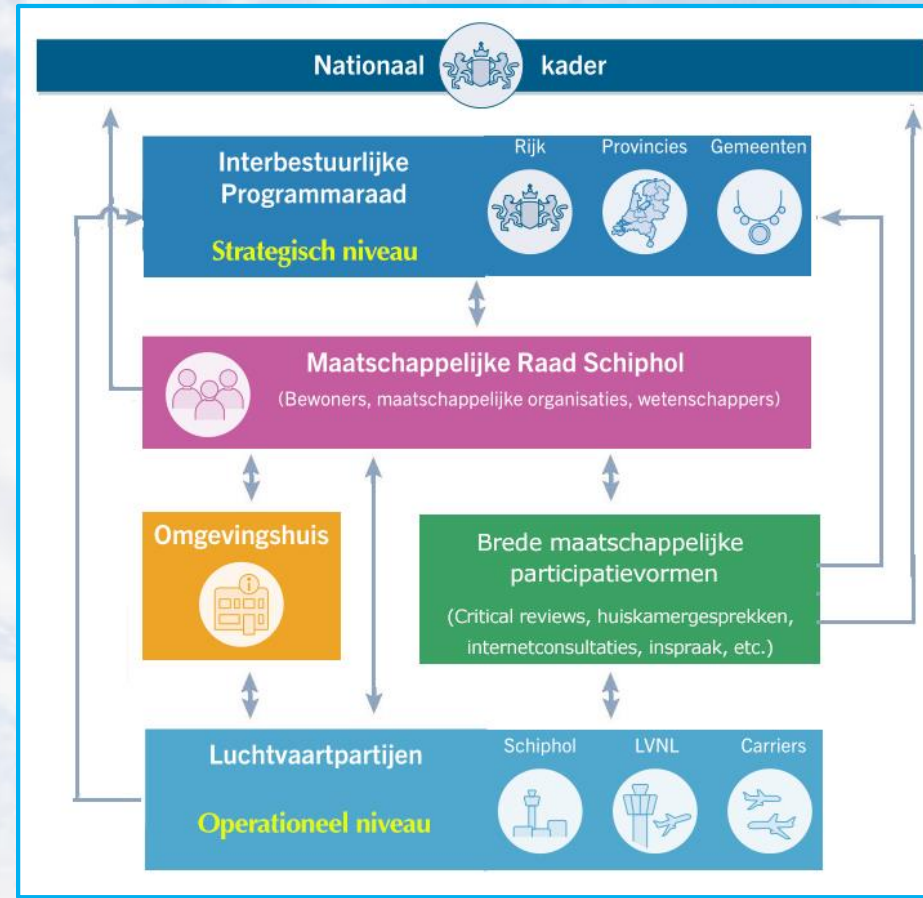 Nationaal kader
Interbestuurlijke
Programmaraad
Strategisch niveau
Rijk
Provincies
Gemeenten
Maatschappelijke Raad Schiphol
(Bewoners, maatschappelijke organisaties, wetenschappers)
Omgevingshuis
Brede maatschappelijke
participatievormen
(Critical reviews, huiskamergesprekken,
internetconsultaties, inspraak, etc.)
Luchtvaartpartijen
Operationeel niveau
Schiphol
LVNL
Carriers